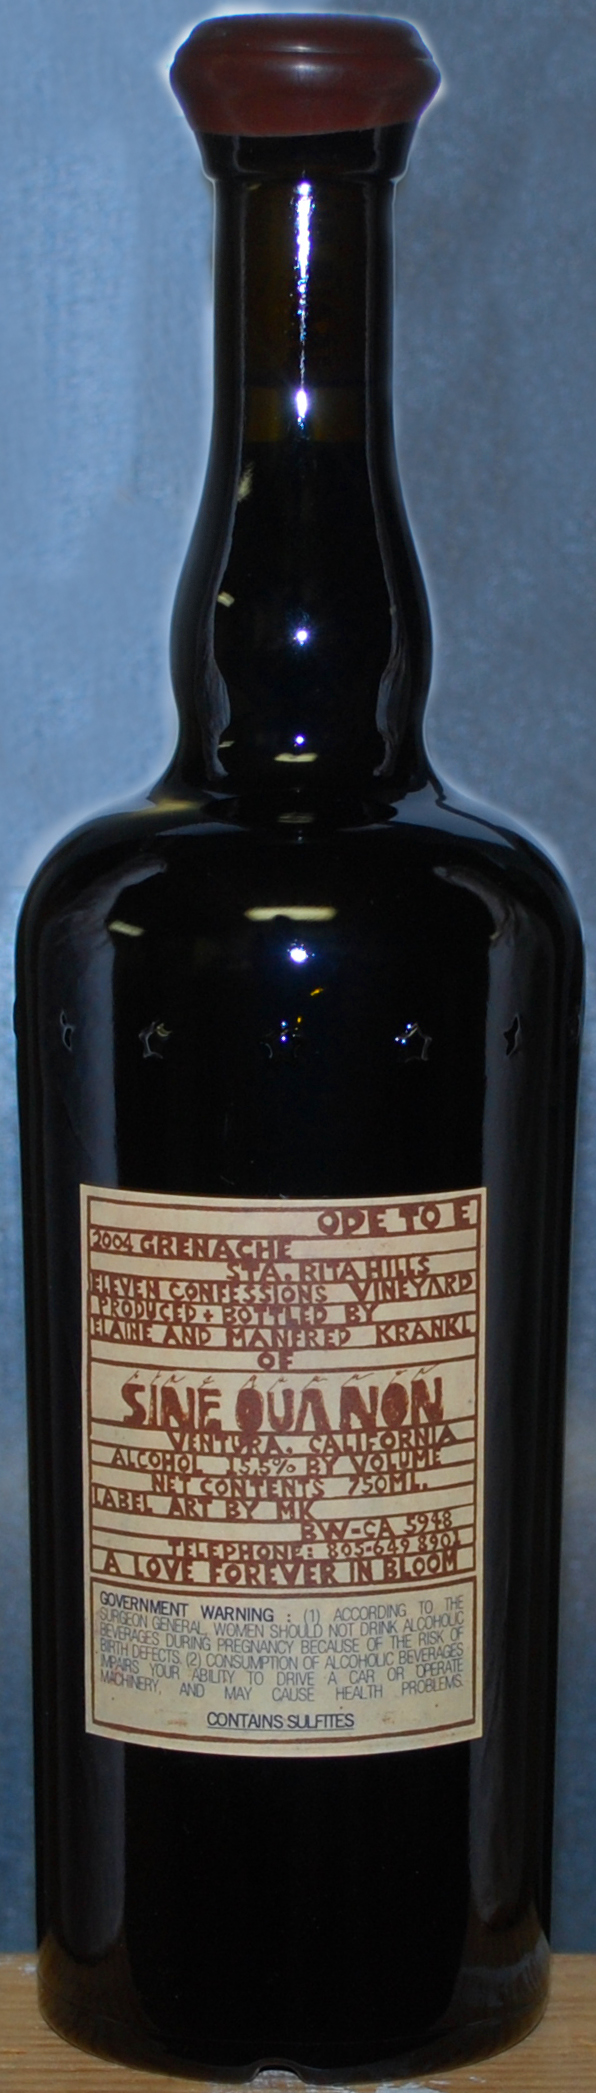 ODE TO E
2004 GRENACHE
STA. RITA HILLS
ELEVEN CONFESSIONS VINEYARD
PRODUCED + BOTTLED BY
ELAINE AND MANFRED KRANKL
OF
SINE QUA NON
VENTURA, CALIFORNIA
ALCOHOL 15.5% BY VOLUME
NET CONTENTS 750ML.
LABEL ART BY MK
BW-CA 5948
TELEPHONE: 805-649 8901
A LOVE FOREVER IN BLOOM
GOVERNMENT WARNING : (1) ACCORDING TO THE
SURGEON GENERAL, WOMEN SHOULD NOT DRINK ALCOHOLIC
BEVERAGES DURING PREGNANCY BECAUSE OF THE RISK OF
BIRTH DEFECTS. (2) CONSUMPTION OF ALCOHOLIC BEVERAGES
IMPAIRS YOUR ABILITY TO DRIVE A CAR OR OPERATE
MACHINERY, AND MAY CAUSE HEALTH PROBLEMS.
CONTAINS SULFITES